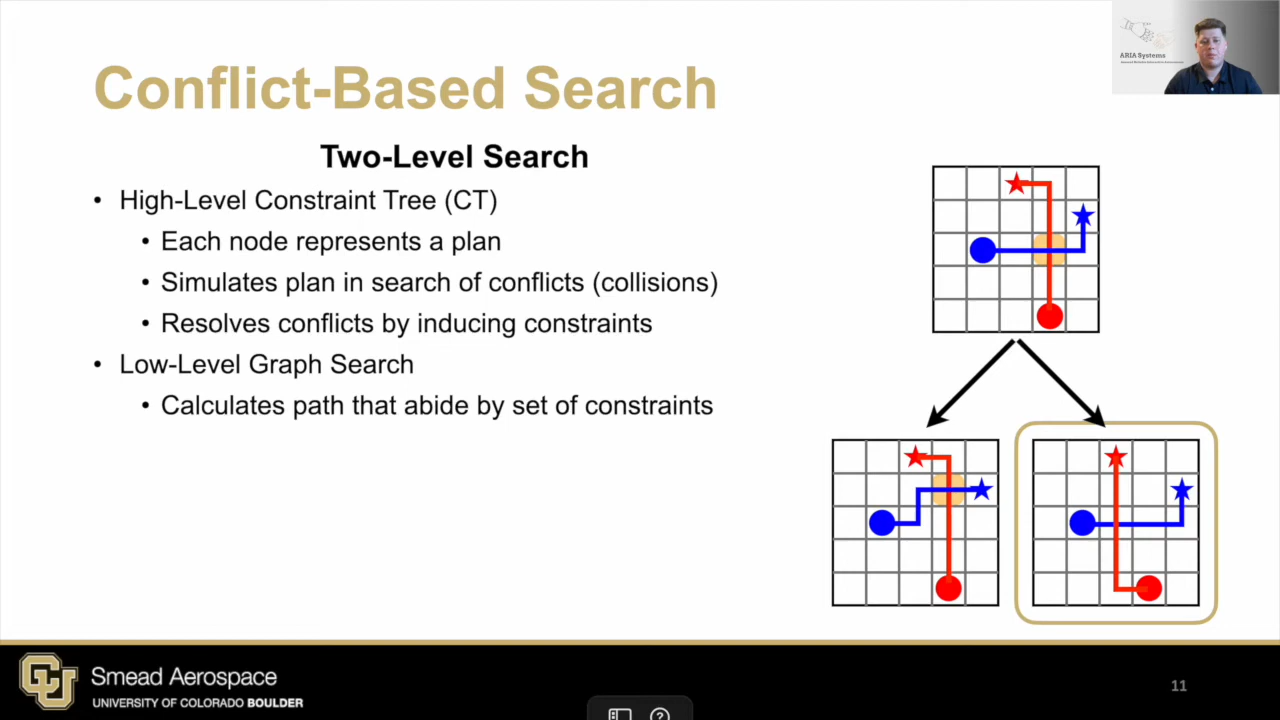 ARIA Systems
Conflict-Based Search
Two-Level Search
• High-Level Constraint Tree (CT)
• Each node represents a plan
• Simulates plan in search of conflicts (collisions)
• Resolves conflicts by inducing constraints
• Low-Level Graph Search
• Calculates path that abide by set of constraints
CU
Smead Aerospace
UNIVERSITY OF COLORADO BOULDER
11